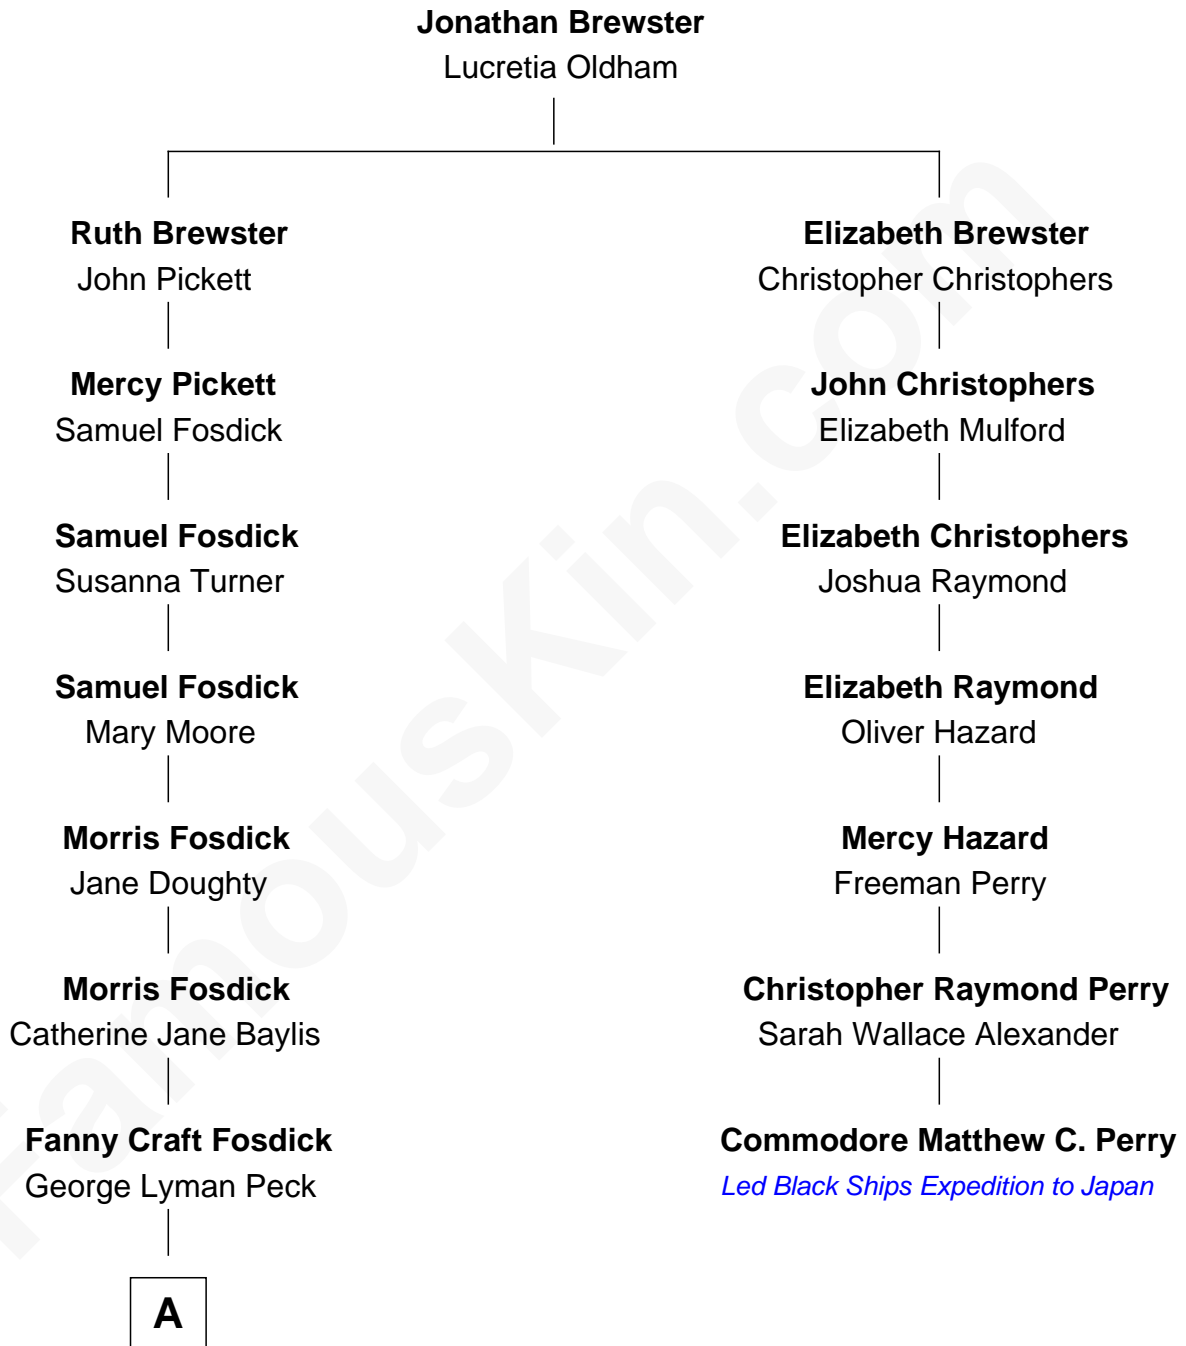 Jonathan Brewster
Lucretia Oldham
Ruth Brewster
John Pickett
Elizabeth Brewster
Christopher Christophers
Mercy Pickett
Samuel Fosdick
John Christophers
Elizabeth Mulford
Samuel Fosdick
Susanna Turner
Elizabeth Christophers
Joshua Raymond
Samuel Fosdick
Mary Moore
Elizabeth Raymond
Oliver Hazard
Morris Fosdick
Jane Doughty
Mercy Hazard
Freeman Perry
Morris Fosdick
Catherine Jane Baylis
Christopher Raymond Perry
Sarah Wallace Alexander
Fanny Craft Fosdick
George Lyman Peck
Commodore Matthew C. Perry
Led Black Ships Expedition to Japan
A
FamousKin.com